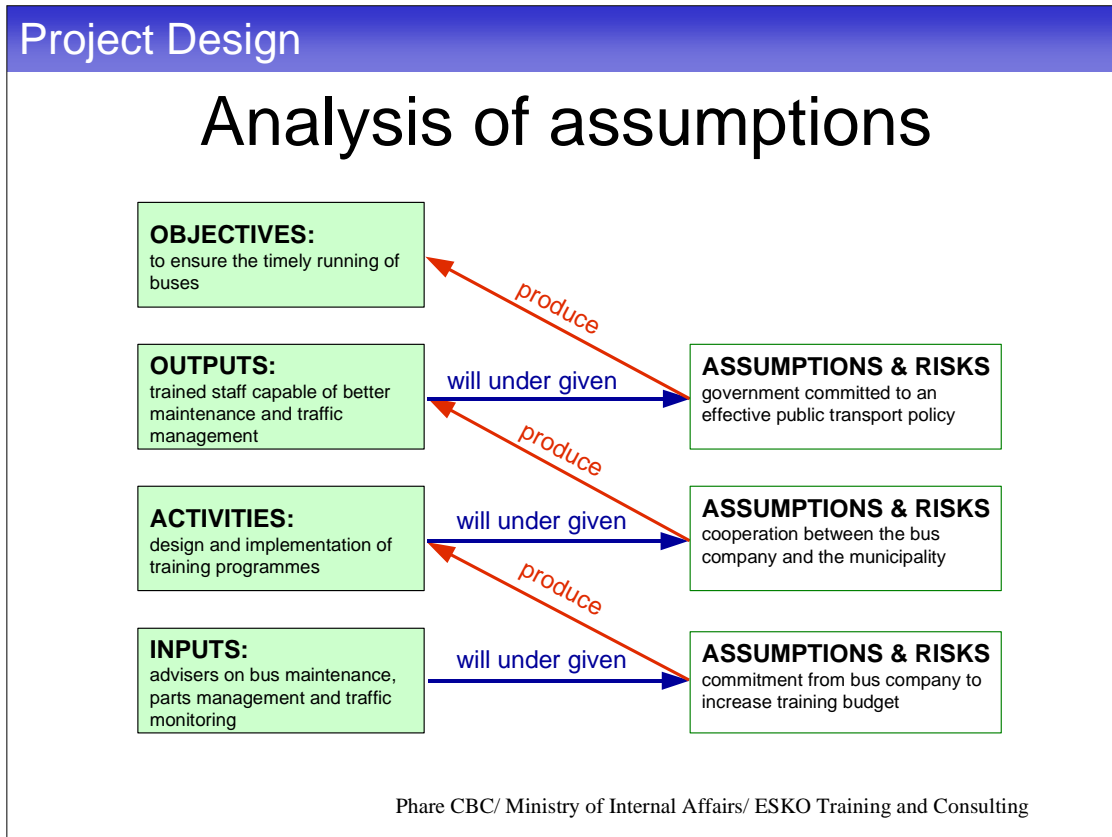 Project Design
Analysis of assumptions
OBJECTIVES:
to ensure the timely running of
buses
produce
OUTPUTS:
trained staff capable of better
maintenance and traffic
management
will under given
ASSUMPTIONS & RISKS
government committed to an
effective public transport policy
produce
ACTIVITIES:
design and implementation of
training programmes
will under given
ASSUMPTIONS & RISKS
cooperation between the bus
company and the municipality
produce
INPUTS:
advisers on bus maintenance,
parts management and traffic
monitoring
will under given
ASSUMPTIONS & RISKS
commitment from bus company to
increase training budget
Phare CBC/ Ministry of Internal Affairs/ ESKO Training and Consulting